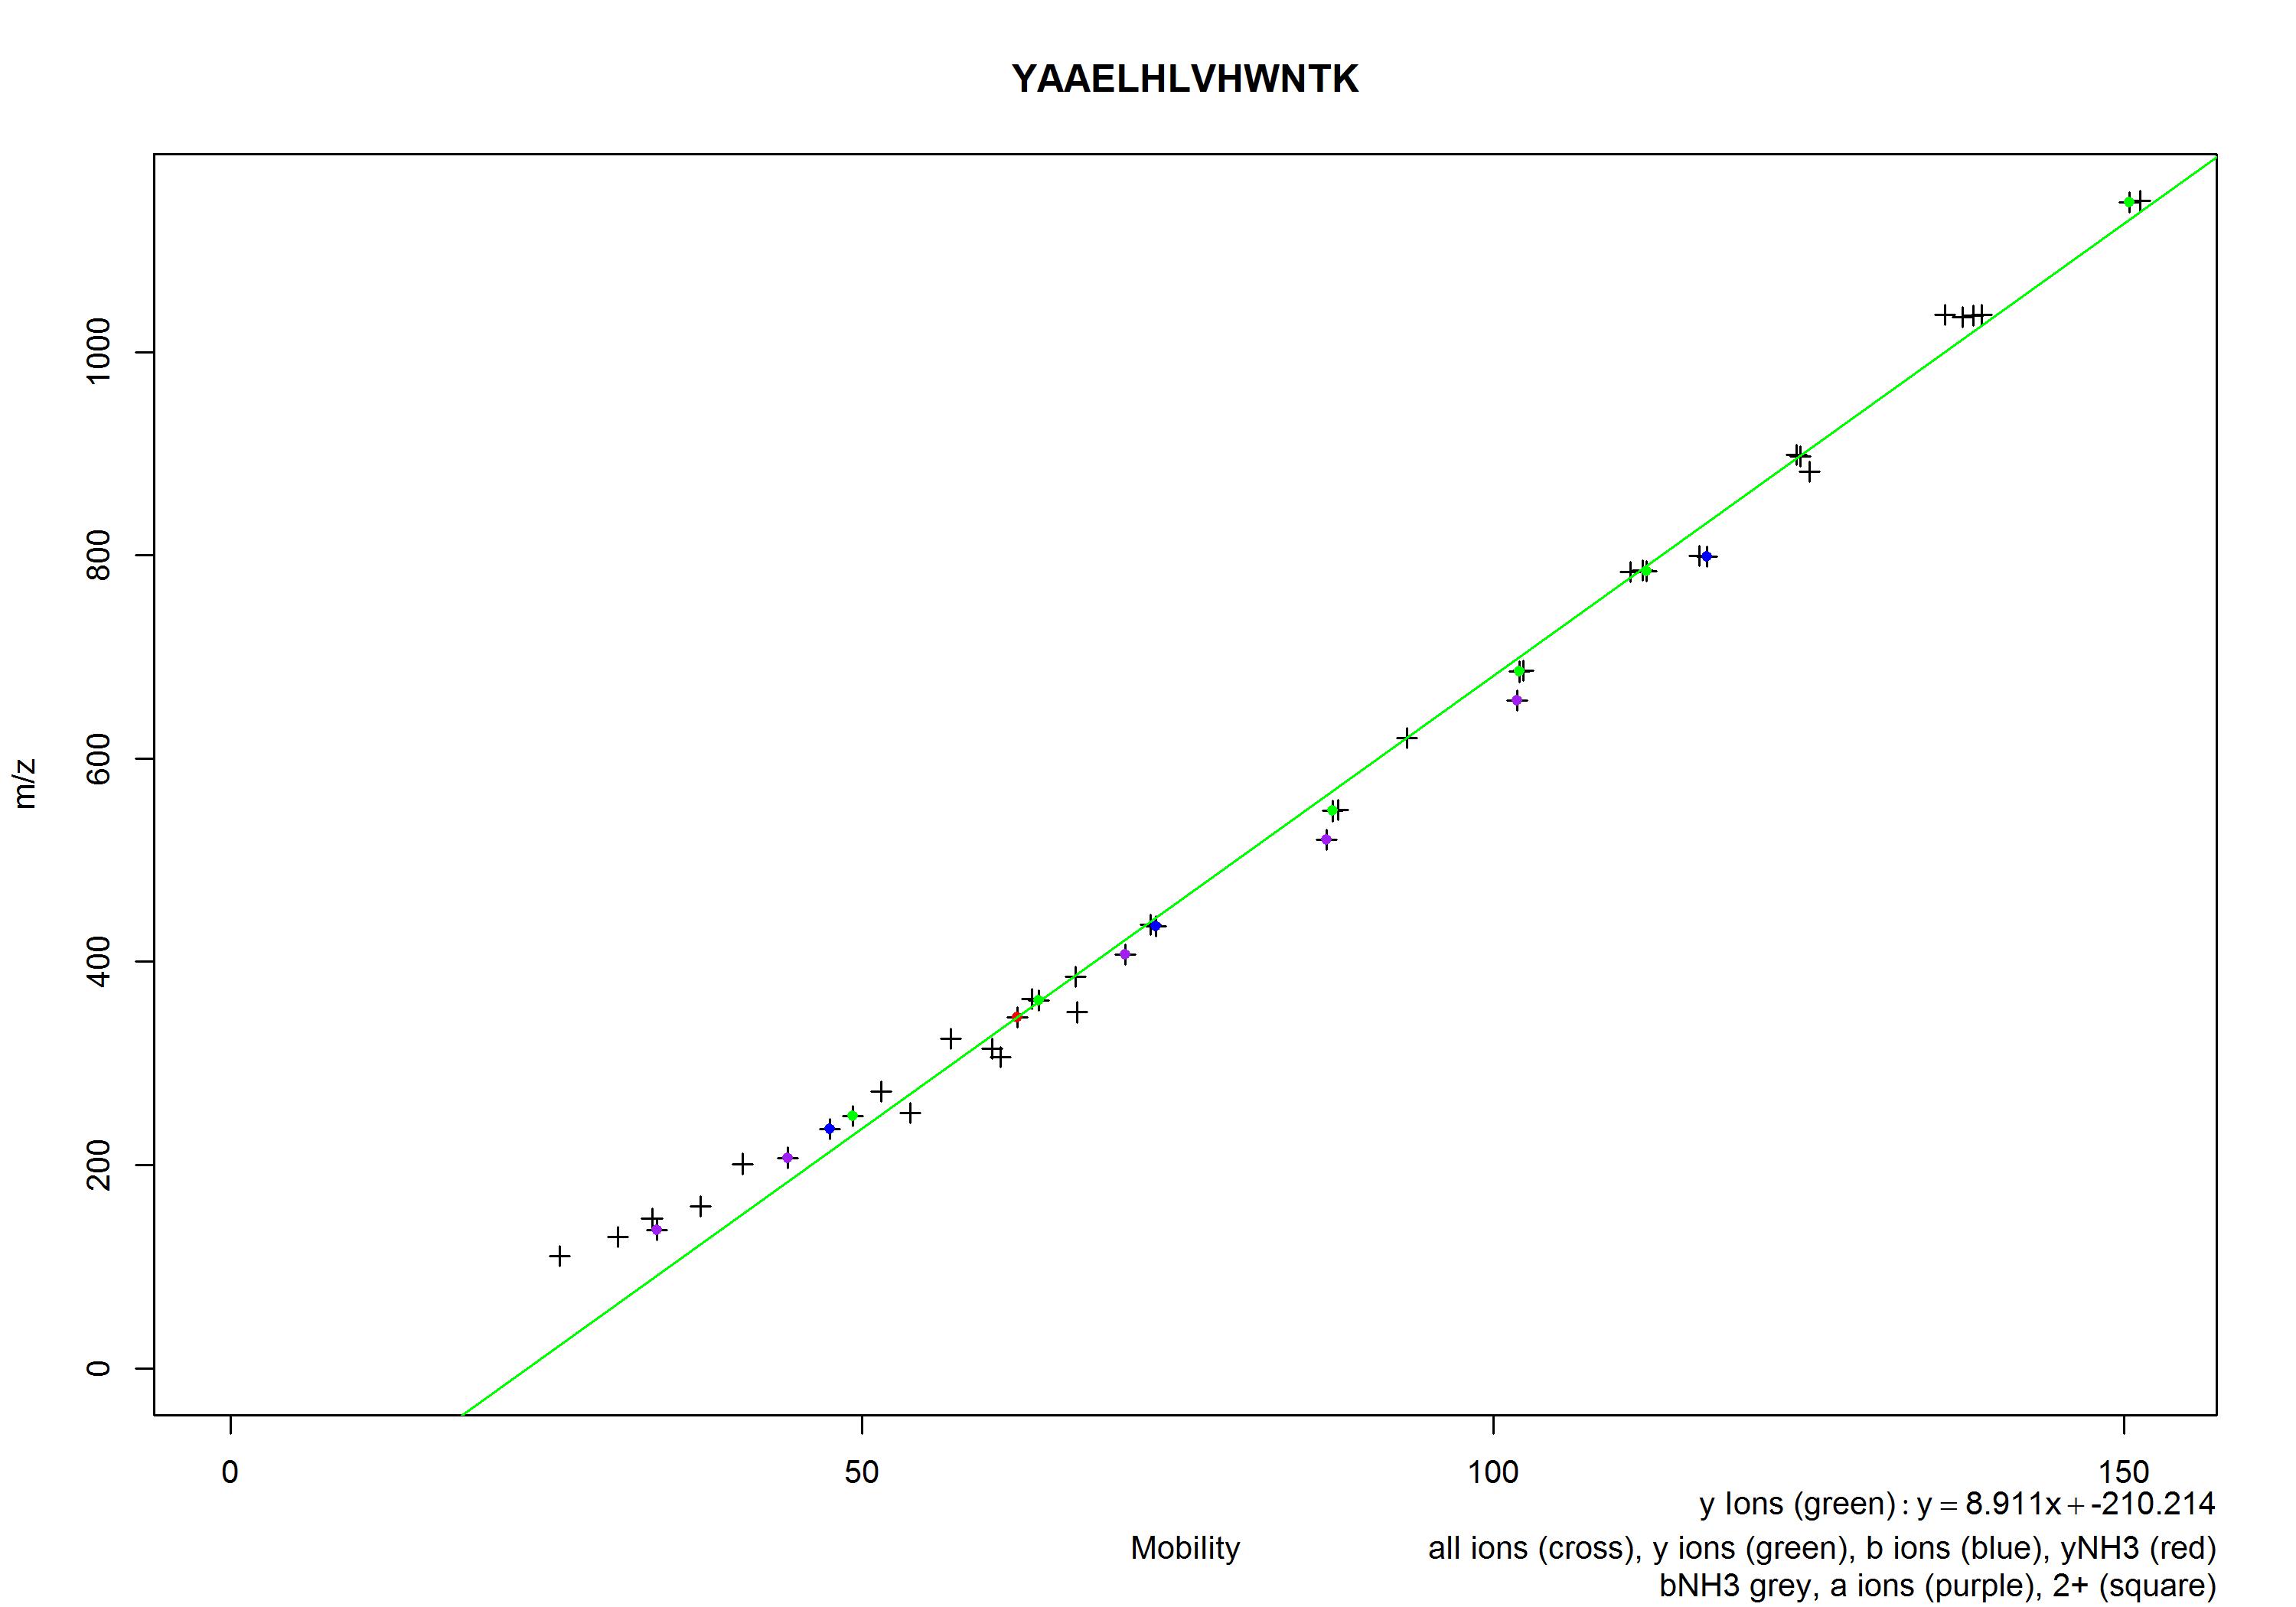 YAAELHLVHWNTK
1000
800
600
400
200
0
m/z
0 50 100 150
y Ions (green) : y = 8.911x + -210.214
Mobility
all ions (cross), y ions (green), b ions (blue), yNH3 (red)
bNH3 grey, a ions (purple), 2+ (square)